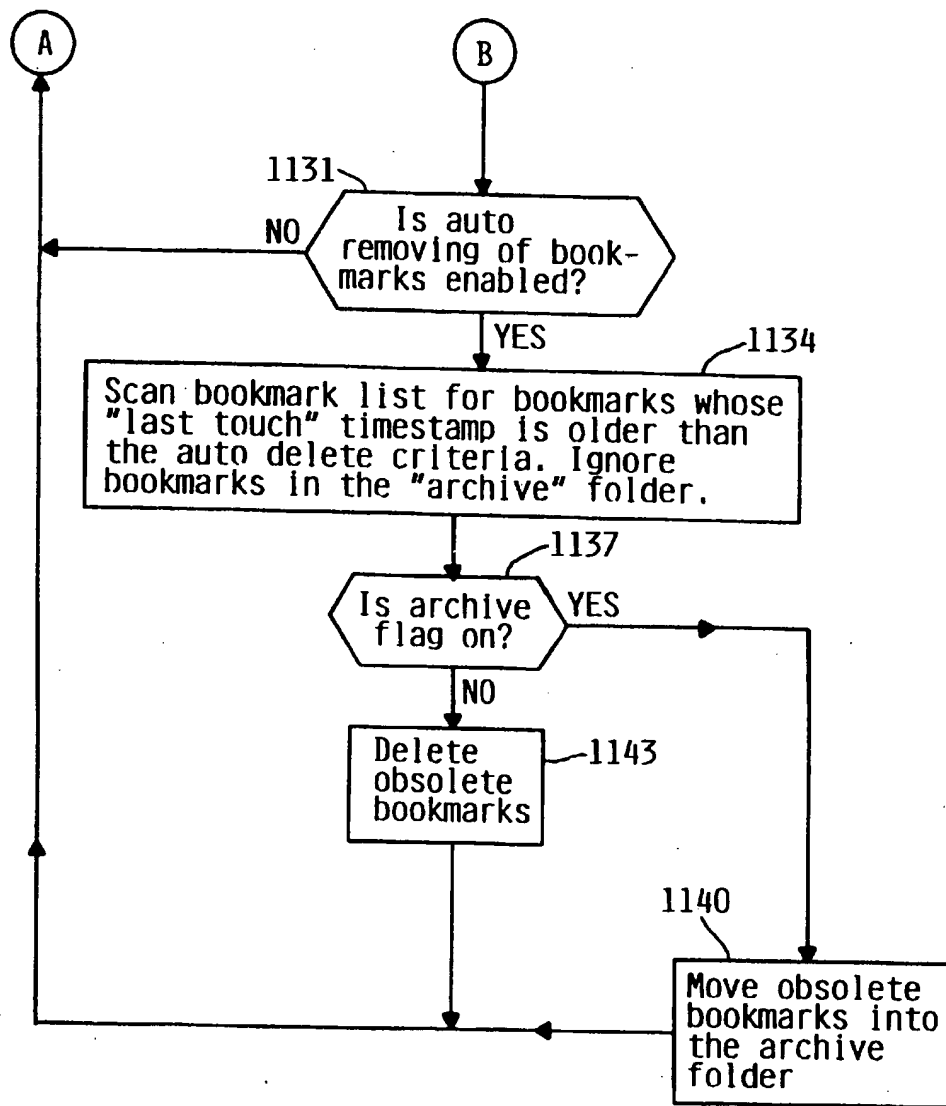 A
B
1131
Is auto
NO
removing of book-
marks enabled?
YES
1134
Scan bookmark list for bookmarks whose
"last touch" timestamp is older than
the auto delete criteria. Ignore
bookmarks in the "archive" folder.
1137
Is archive
flag on?
YES
NO
Delete
obsolete
bookmarks
1143
1140
Move obsolete
bookmarks into
the archive
folder